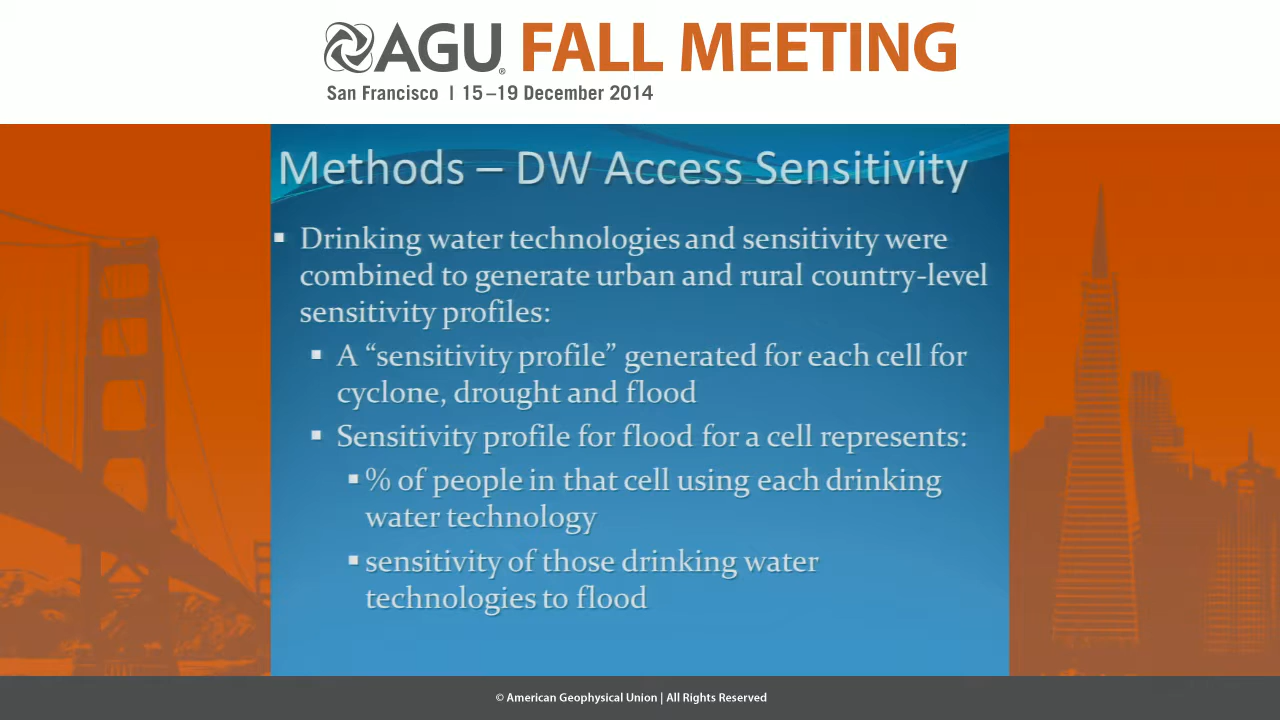 AGU® FALL MEETING
San Francisco | 15–19 December 2014
Methods – DW Access Sensitivity
▪ Drinking water technologies and sensitivity were
combined to generate urban and rural country-level
sensitivity profiles:
▪ A “sensitivity profile” generated for each cell for
cyclone, drought and flood
▪ Sensitivity profile for flood for a cell represents:
▪ % of people in that cell using each drinking
water technology
▪ sensitivity of those drinking water
technologies to flood
© American Geophysical Union | All Rights Reserved